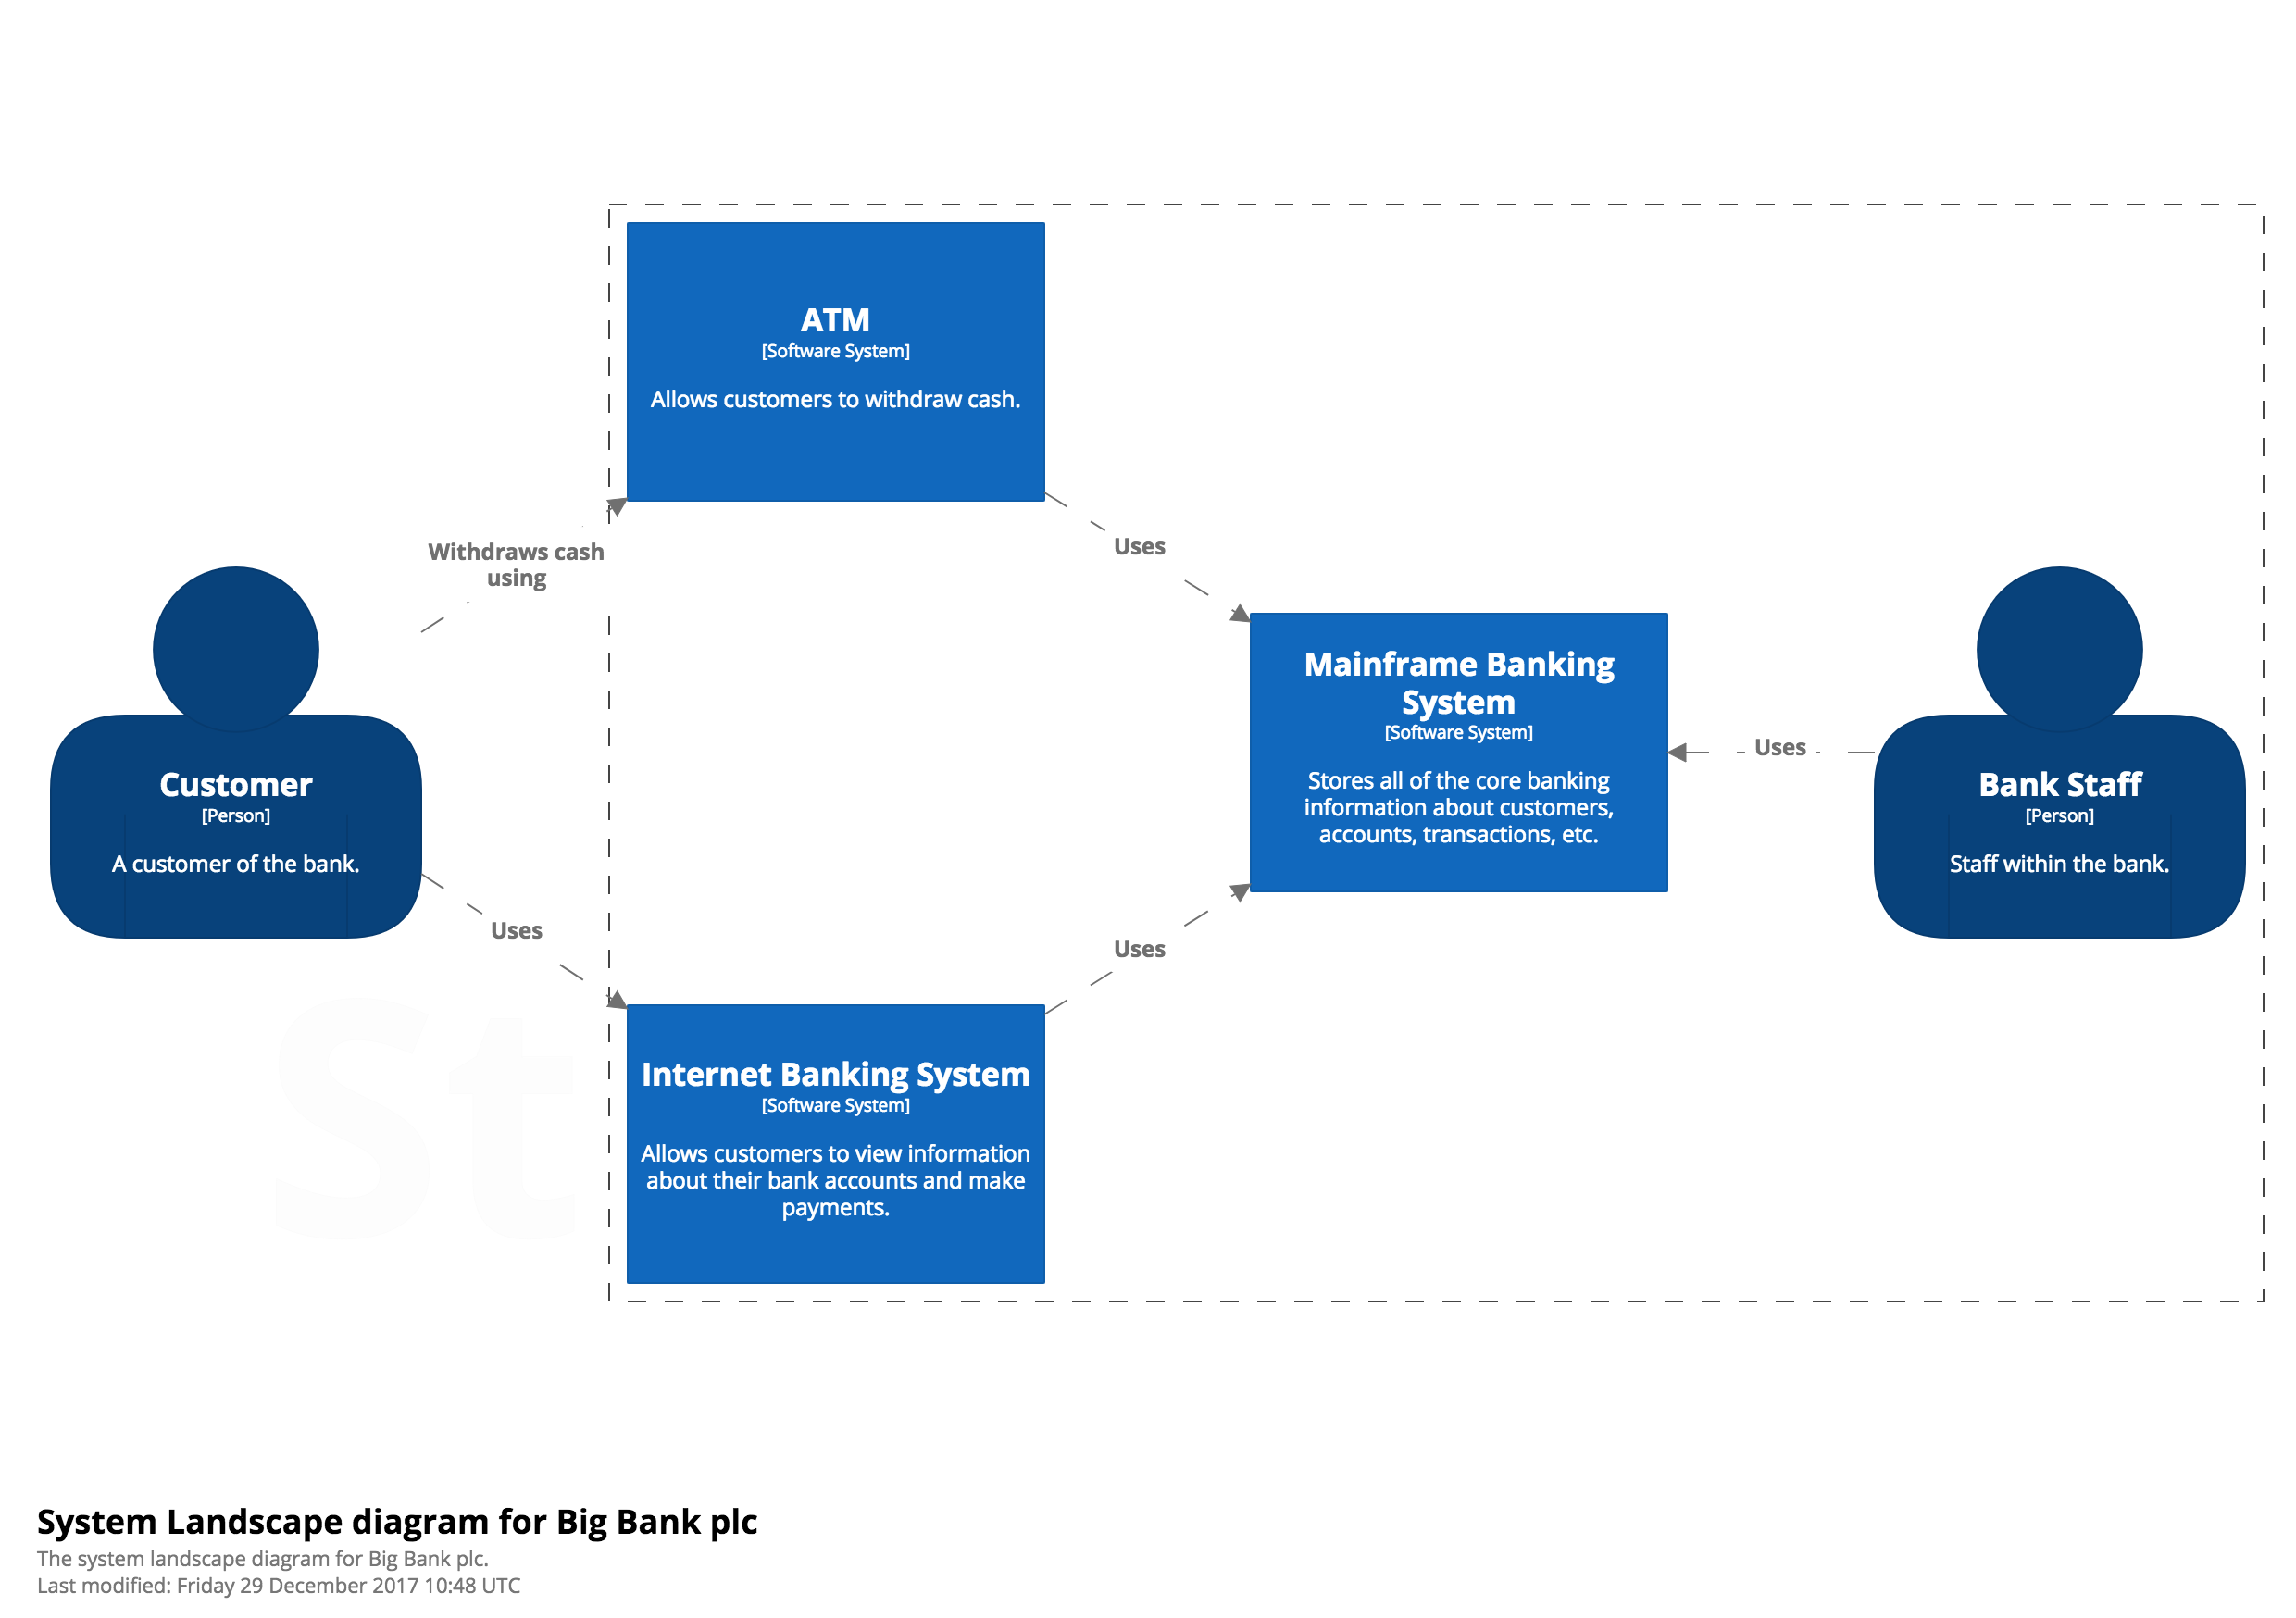 ATM
[Software System]
Allows customers to withdraw cash.
Withdraws cash
using
Uses
Mainframe Banking
System
[Software System]
Stores all of the core banking
information about customers,
accounts, transactions, etc.
Uses
Customer
[Person]
A customer of the bank.
Bank Staff
[Person]
Staff within the bank.
Uses
Uses
Internet Banking System
[Software System]
Allows customers to view information
about their bank accounts and make
payments.
St
System Landscape diagram for Big Bank plc
The system landscape diagram for Big Bank plc.
Last modified: Friday 29 December 2017 10:48 UTC